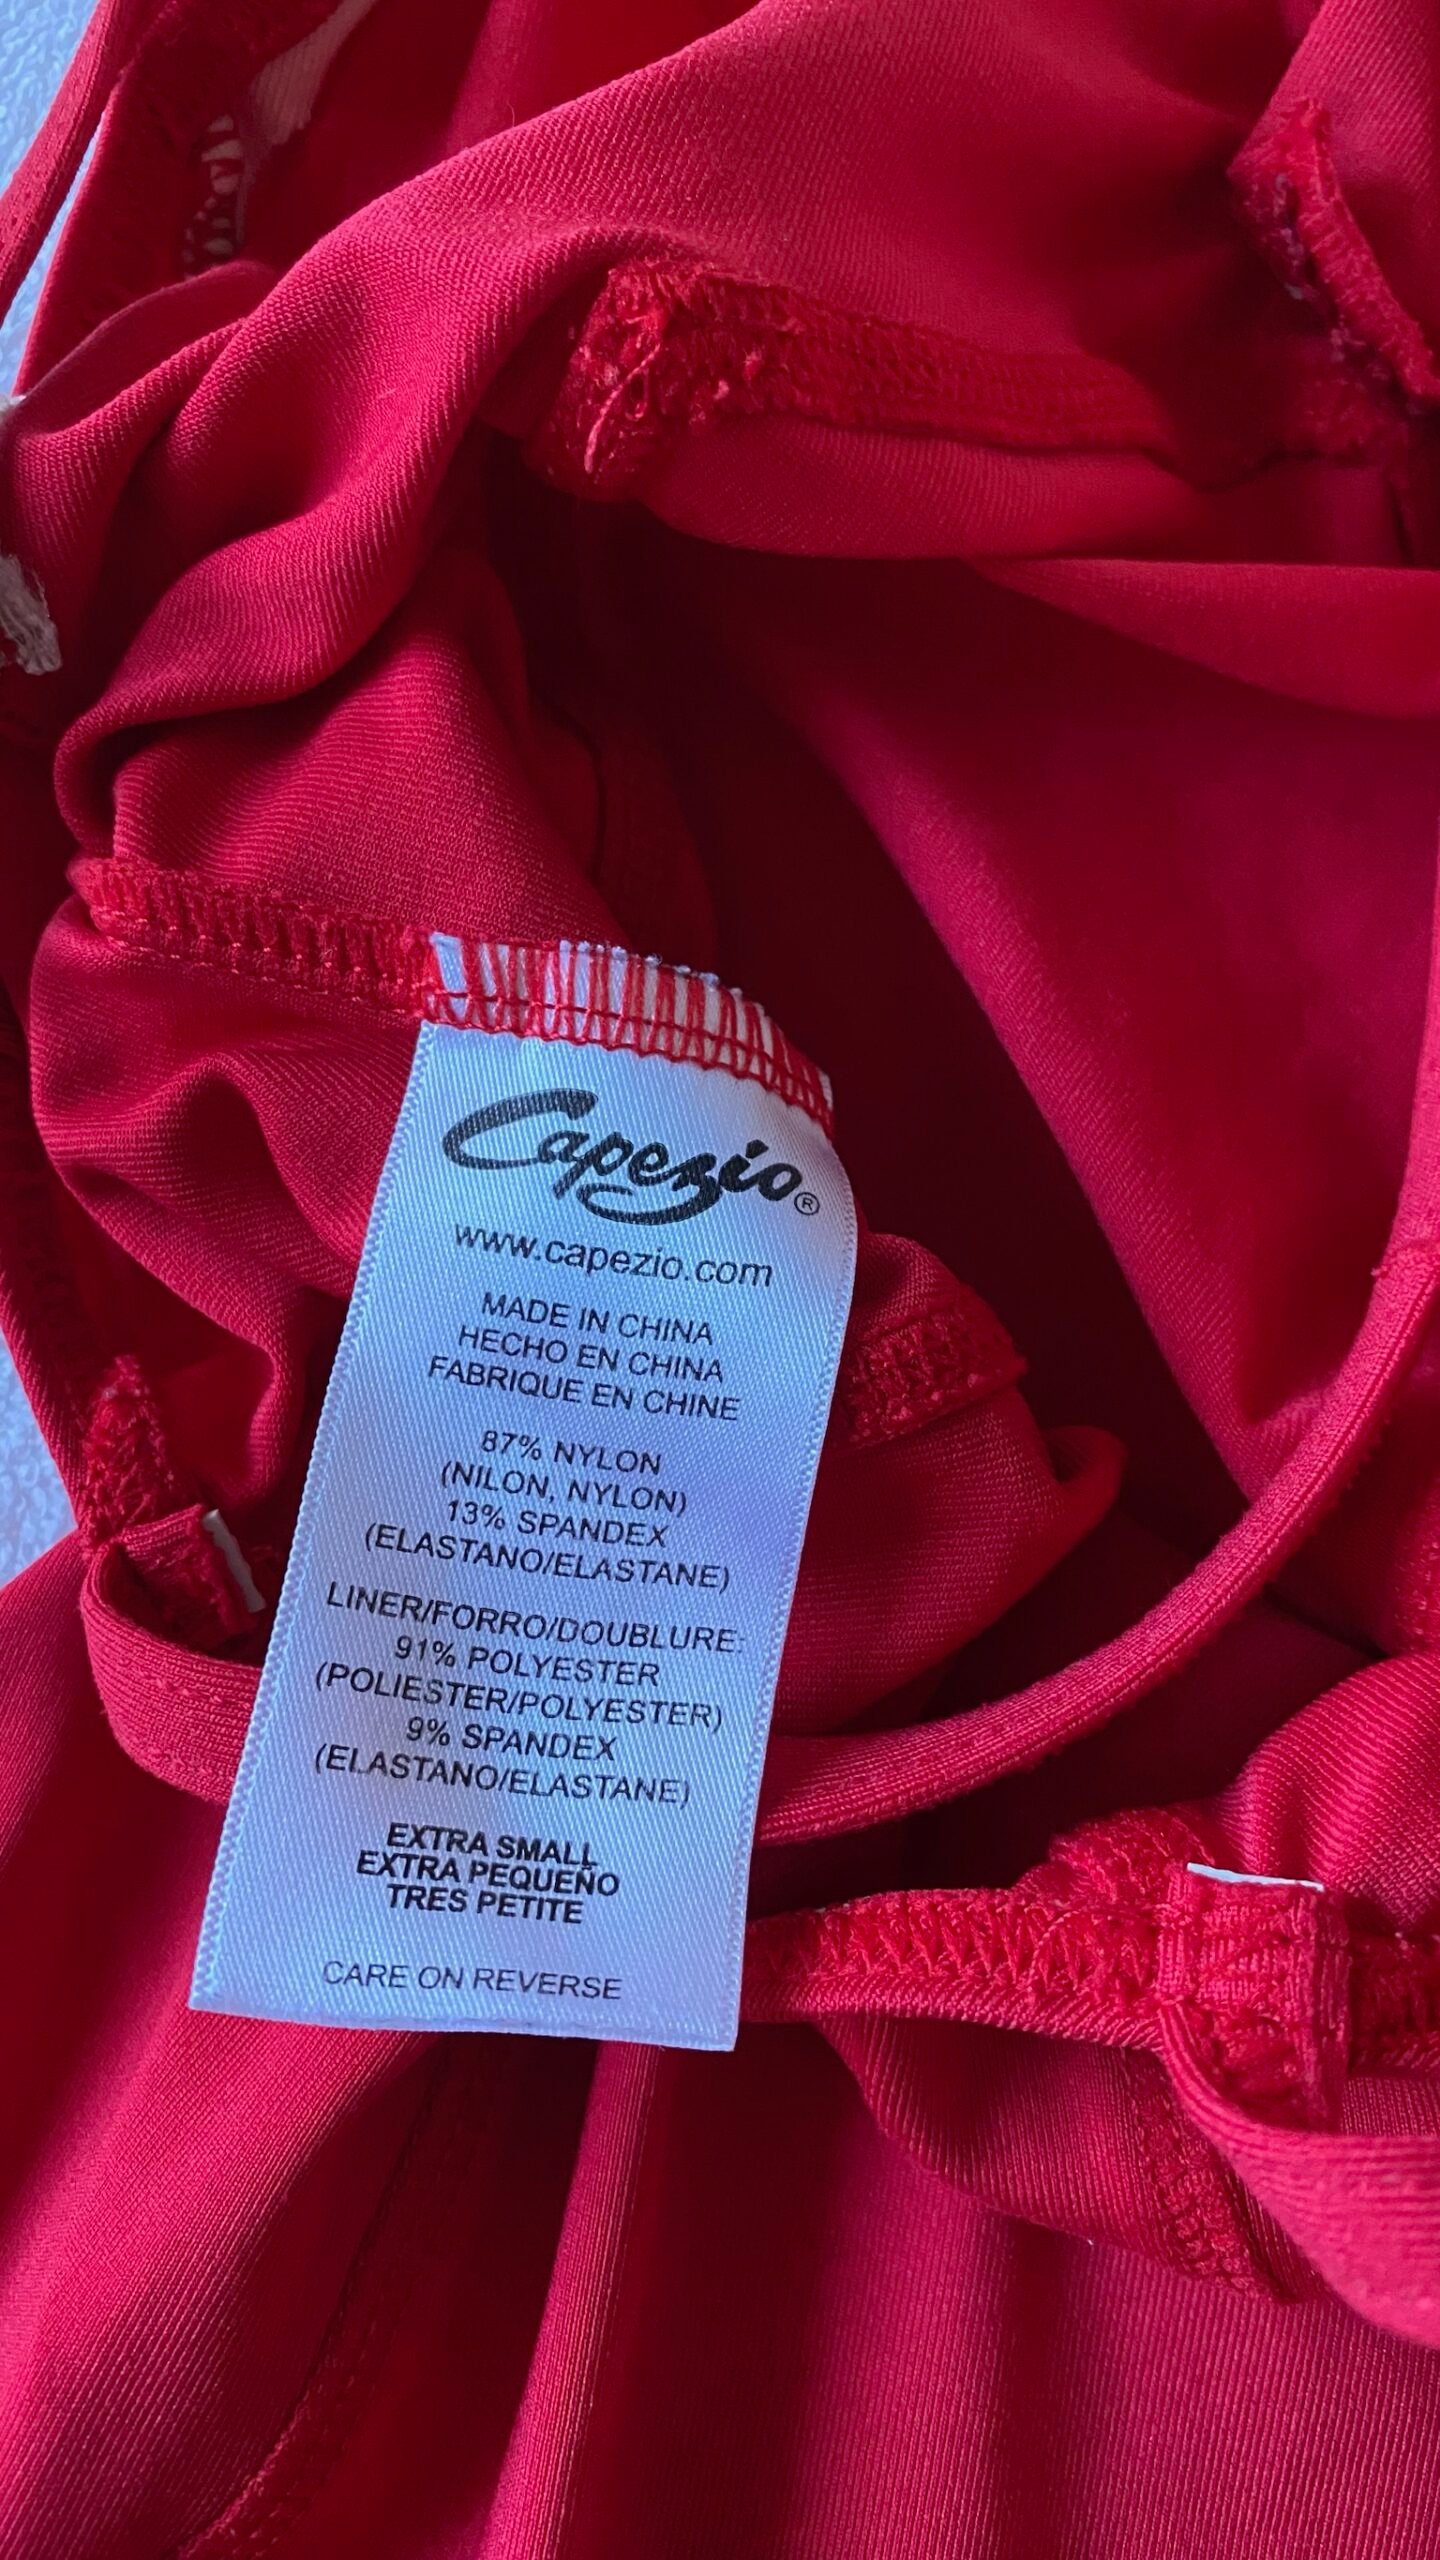 Capezio®
www.capezio.com
MADE IN CHINA
HECHO EN CHINA
FABRIQUE EN CHINE
87% NYLON
(NILON, NYLON)
13% SPANDEX
(ELASTANO/ELASTANE)
LINER/FORRO/DOUBLURE:
91% POLYESTER
(POLIESTER/POLYESTER)
9% SPANDEX
(ELASTANO/ELASTANE)
EXTRA SMALL
EXTRA PEQUEÑO
TRES PETITE
CARE ON REVERSE